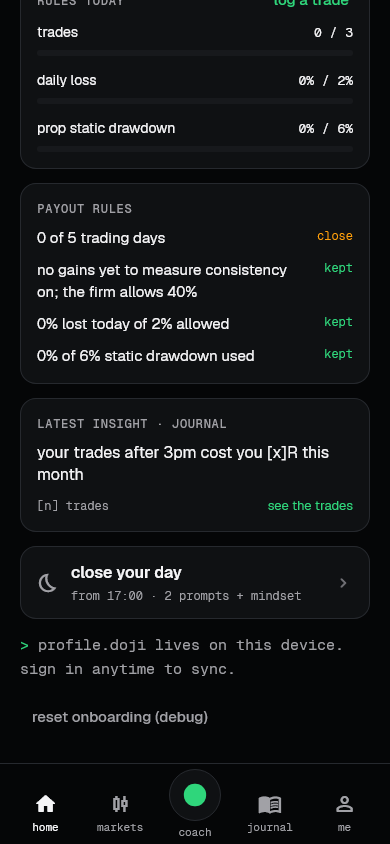 RULES TODAY log a trade
trades 0 / 3
daily loss 0% / 2%
prop static drawdown 0% / 6%
PAYOUT RULES
0 of 5 trading days close
no gains yet to measure consistency kept
on; the firm allows 40%
0% lost today of 2% allowed kept
0% of 6% static drawdown used kept
LATEST INSIGHT · JOURNAL
your trades after 3pm cost you [x]R this
month
[n] trades see the trades
close your day
from 17:00 · 2 prompts + mindset
> profile.doji lives on this device.
sign in anytime to sync.
reset onboarding (debug)
home markets coach journal me